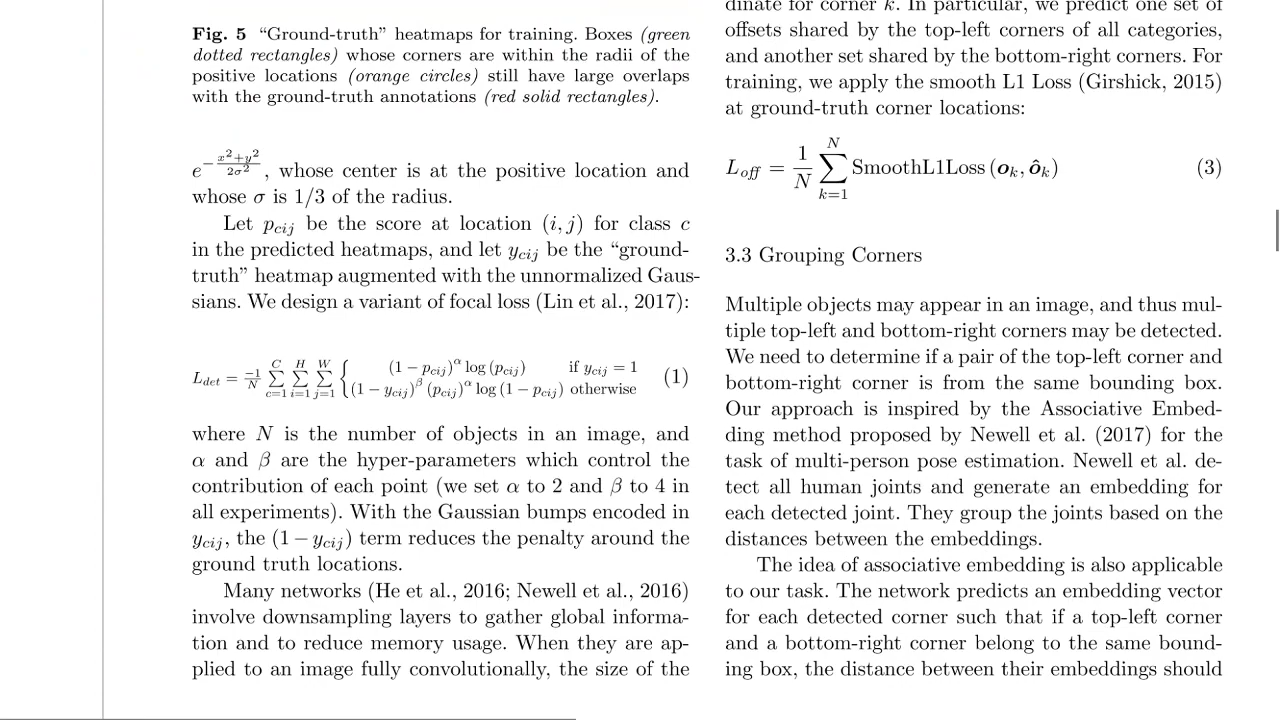 Fig. 5 “Ground-truth” heatmaps for training. Boxes (green
dotted rectangles) whose corners are within the radii of the
positive locations (orange circles) still have large overlaps
with the ground-truth annotations (red solid rectangles).
e^{-\frac{x^2+y^2}{2σ^2}}, whose center is at the positive location and
whose σ is 1/3 of the radius.
Let p_{cij} be the score at location (i, j) for class c
in the predicted heatmaps, and let y_{cij} be the “ground-
truth” heatmap augmented with the unnormalized Gaus-
sians. We design a variant of focal loss (Lin et al., 2017):
L_{det} = \frac{-1}{N} \sum_{c=1}^{C} \sum_{i=1}^{H} \sum_{j=1}^{W} { (1 − p_{cij})^α log (p_{cij}) if y_{cij} = 1
(1 − y_{cij})^β (p_{cij})^α log (1 − p_{cij}) otherwise (1)
where N is the number of objects in an image, and
α and β are the hyper-parameters which control the
contribution of each point (we set α to 2 and β to 4 in
all experiments). With the Gaussian bumps encoded in
y_{cij}, the (1 − y_{cij}) term reduces the penalty around the
ground truth locations.
Many networks (He et al., 2016; Newell et al., 2016)
involve downsampling layers to gather global informa-
tion and to reduce memory usage. When they are ap-
plied to an image fully convolutionally, the size of the
dinate for corner k. In particular, we predict one set of
offsets shared by the top-left corners of all categories,
and another set shared by the bottom-right corners. For
training, we apply the smooth L1 Loss (Girshick, 2015)
at ground-truth corner locations:
L_{off} = \frac{1}{N} \sum_{k=1}^{N} SmoothL1Loss (o_k, ô_k) (3)
3.3 Grouping Corners
Multiple objects may appear in an image, and thus mul-
tiple top-left and bottom-right corners may be detected.
We need to determine if a pair of the top-left corner and
bottom-right corner is from the same bounding box.
Our approach is inspired by the Associative Embed-
ding method proposed by Newell et al. (2017) for the
task of multi-person pose estimation. Newell et al. de-
tect all human joints and generate an embedding for
each detected joint. They group the joints based on the
distances between the embeddings.
The idea of associative embedding is also applicable
to our task. The network predicts an embedding vector
for each detected corner such that if a top-left corner
and a bottom-right corner belong to the same bound-
ing box, the distance between their embeddings should